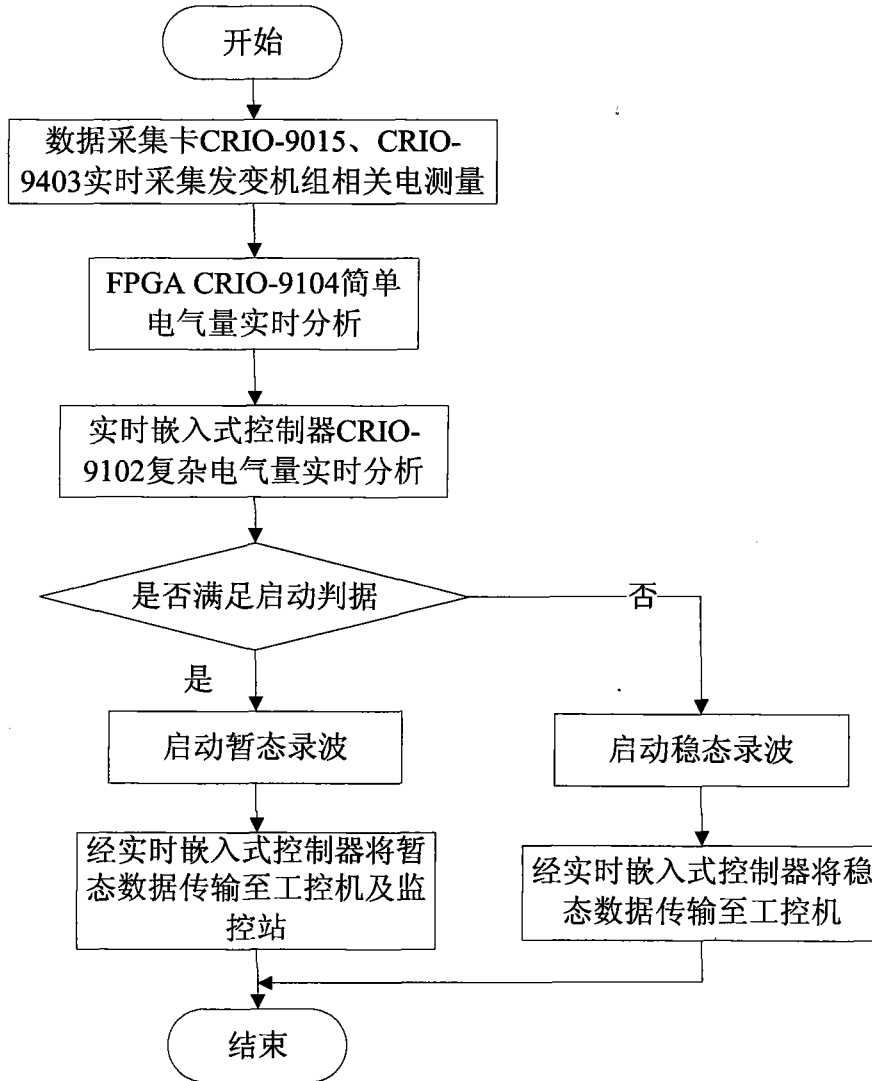 开始
数据采集卡CRIO-9015、CRIO-
9403实时采集发变机组相关电测量
FPGA CRIO-9104简单
电气量实时分析
实时嵌入式控制器CRIO-
9102复杂电气量实时分析
是否满足启动判据
否
是
启动暂态录波
启动稳态录波
经实时嵌入式控制器将暂
态数据传输至工控机及监
控站
经实时嵌入式控制器将稳
态数据传输至工控机
结束